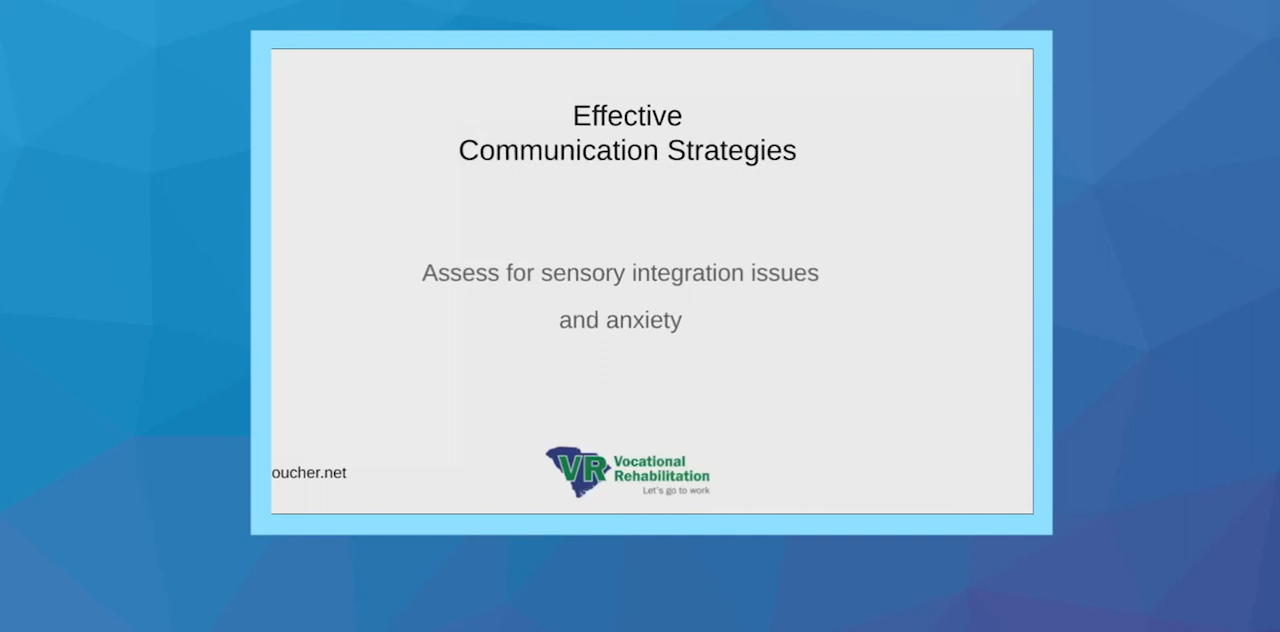 Effective
Communication Strategies
Assess for sensory integration issues
and anxiety
oucher.net
VR Vocational
Rehabilitation
Let's go to work